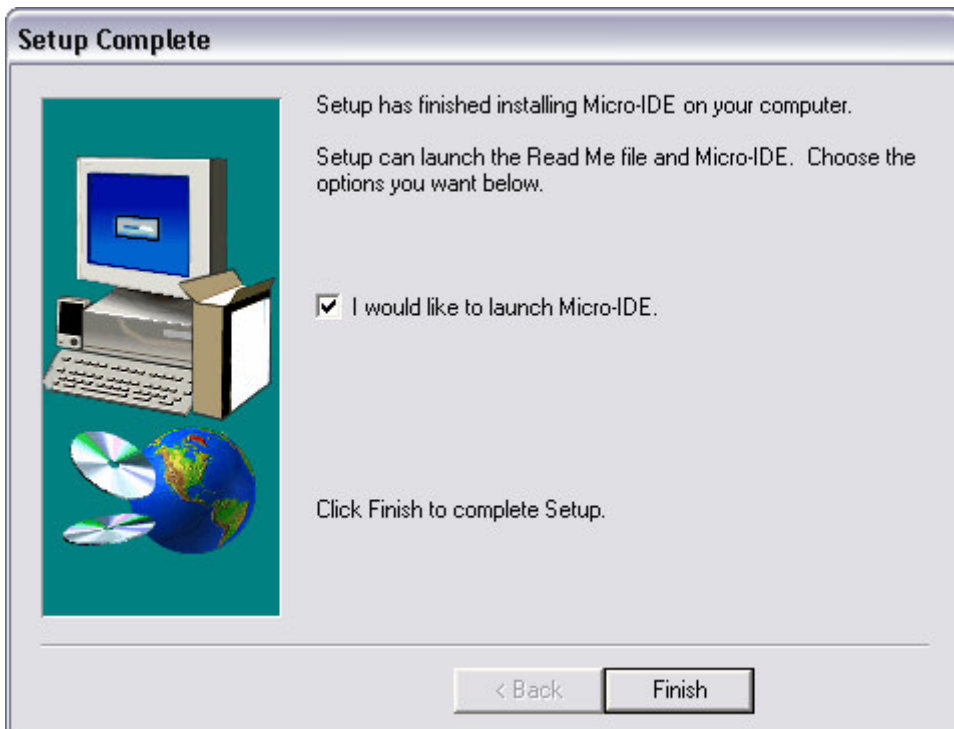 Setup Complete
Setup has finished installing Micro-IDE on your computer.
Setup can launch the Read Me file and Micro-IDE.  Choose the
options you want below.
I would like to launch Micro-IDE.
Click Finish to complete Setup.
< Back
Finish